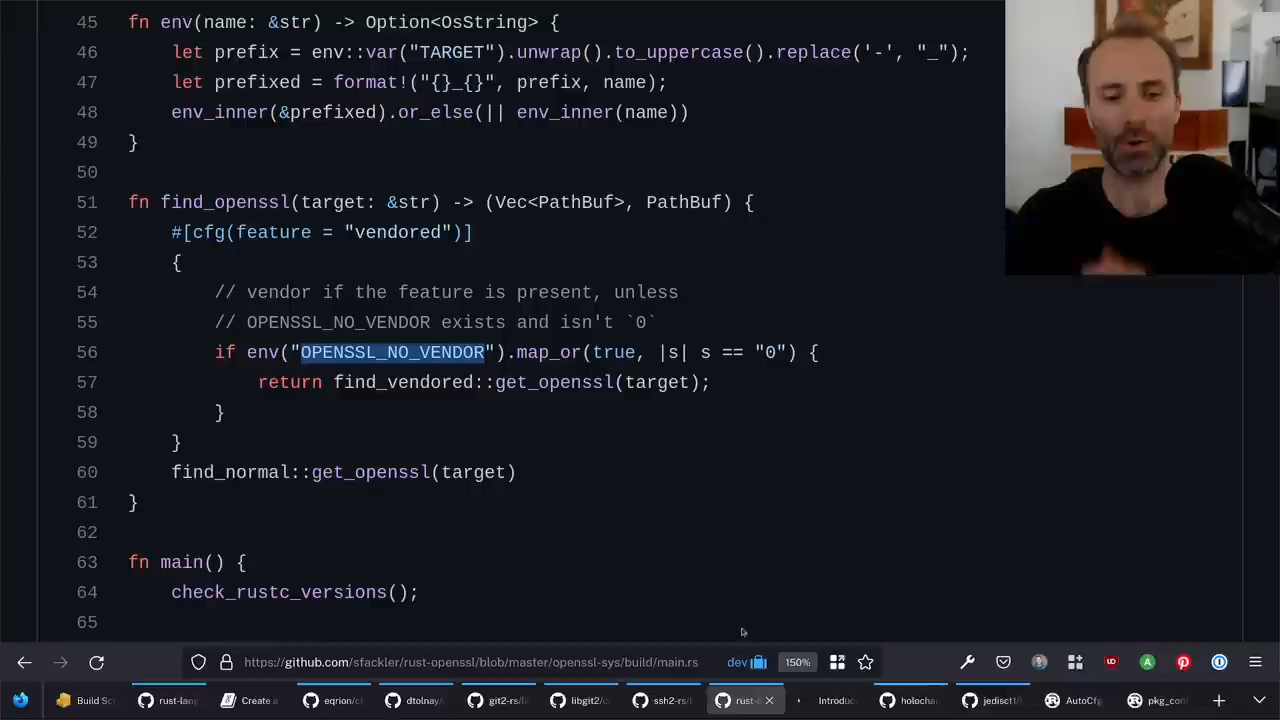 45 fn env(name: &str) -> Option<OsString> {
46 let prefix = env::var("TARGET").unwrap().to_uppercase().replace('-', "_");
47 let prefixed = format!("{}_{}", prefix, name);
48 env_inner(&prefixed).or_else(|| env_inner(name))
49 }
50
51 fn find_openssl(target: &str) -> (Vec<PathBuf>, PathBuf) {
52 #[cfg(feature = "vendored")]
53 {
54 // vendor if the feature is present, unless
55 // OPENSSL_NO_VENDOR exists and isn't `0`
56 if env("OPENSSL_NO_VENDOR").map_or(true, |s| s == "0") {
57 return find_vendored::get_openssl(target);
58 }
59 }
60 find_normal::get_openssl(target)
61 }
62
63 fn main() {
64 check_rustc_versions();
65
https://github.com/sfackler/rust-openssl/blob/master/openssl-sys/build/main.rs dev 150%
Build Sc rust-lang Create a eqrion/c dtolnay/ git2-rs/l libgit2/ ssh2-rs/ rust- Introdu holocha jedisct1/ AutoCfg pkg_con